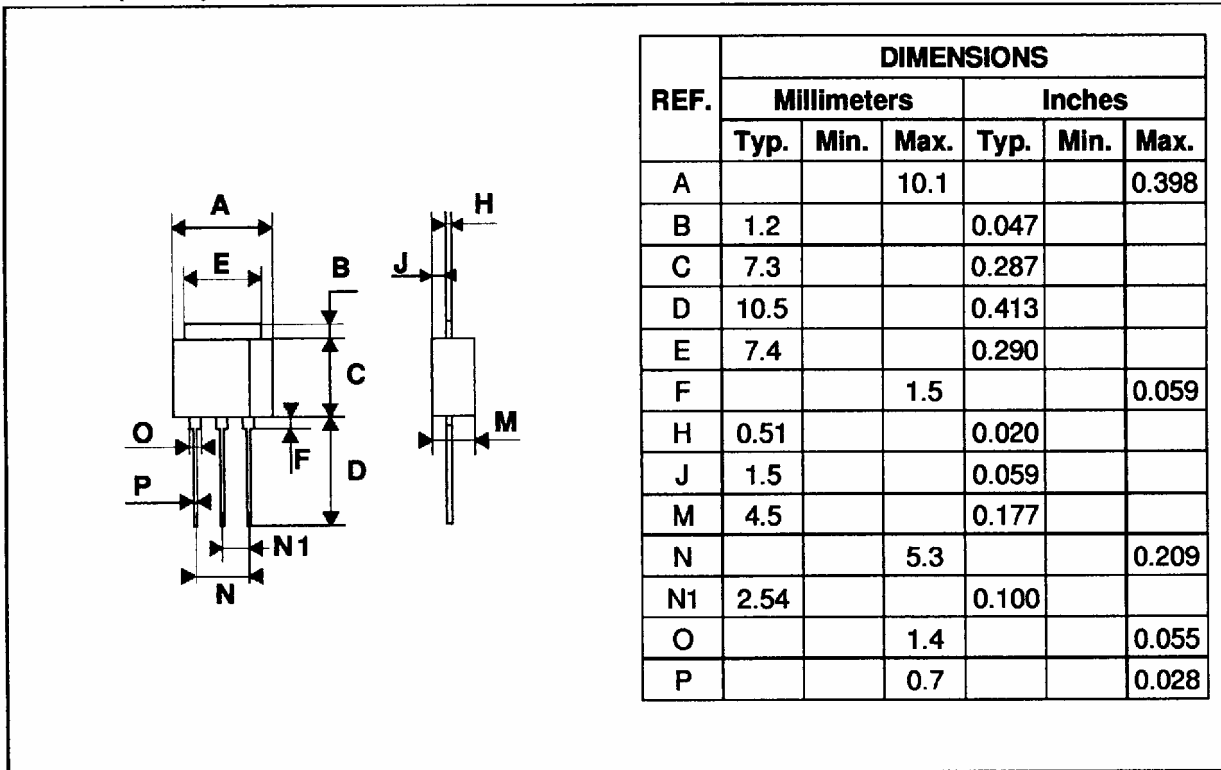 A
H
E
B
J
C
O
M
F
D
P
N1
N
DIMENSIONS
REF. Millimeters Inches
Typ. Min. Max. Typ. Min. Max.
A 10.1 0.398
B 1.2 0.047
C 7.3 0.287
D 10.5 0.413
E 7.4 0.290
F 1.5 0.059
H 0.51 0.020
J 1.5 0.059
M 4.5 0.177
N 5.3 0.209
N1 2.54 0.100
O 1.4 0.055
P 0.7 0.028